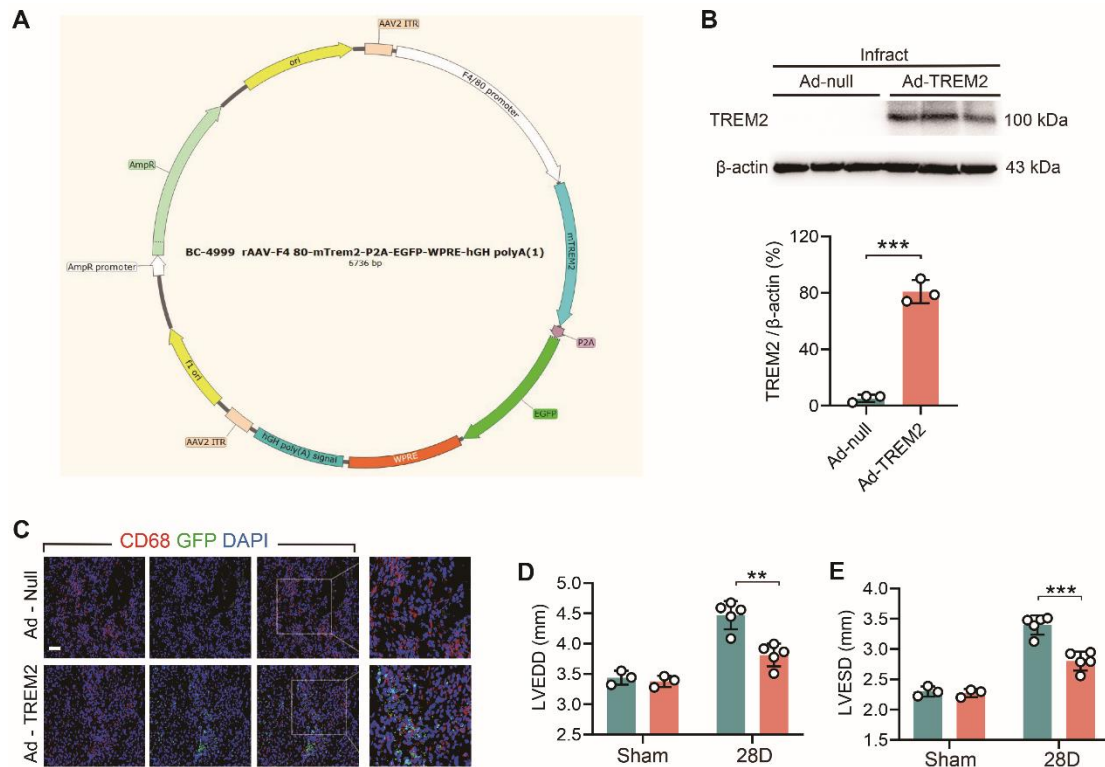 A
AAV2 ITR
ori
F4/80 promoter
AmpR
mTREM2
BC-4999 rAAV-F4 80-mTrem2-P2A-EGFP-WPRE-hGH polyA(1)
6736 bp
AmpR promoter
P2A
f1 ori
EGFP
AAV2 ITR
hGH poly(A) signal
WPRE
B
Infract
Ad-null Ad-TREM2
TREM2 100 kDa
β-actin 43 kDa
TREM2 /β-actin (%)
120
80
40
0
***
Ad-null
Ad-TREM2
C
CD68 GFP DAPI
Ad - Null
Ad - TREM2
D
LVEDD (mm)
5.0
4.5
4.0
3.5
3.0
2.5
**
Sham 28D
E
LVESD (mm)
4.0
3.5
3.0
2.5
2.0
1.5
***
Sham 28D